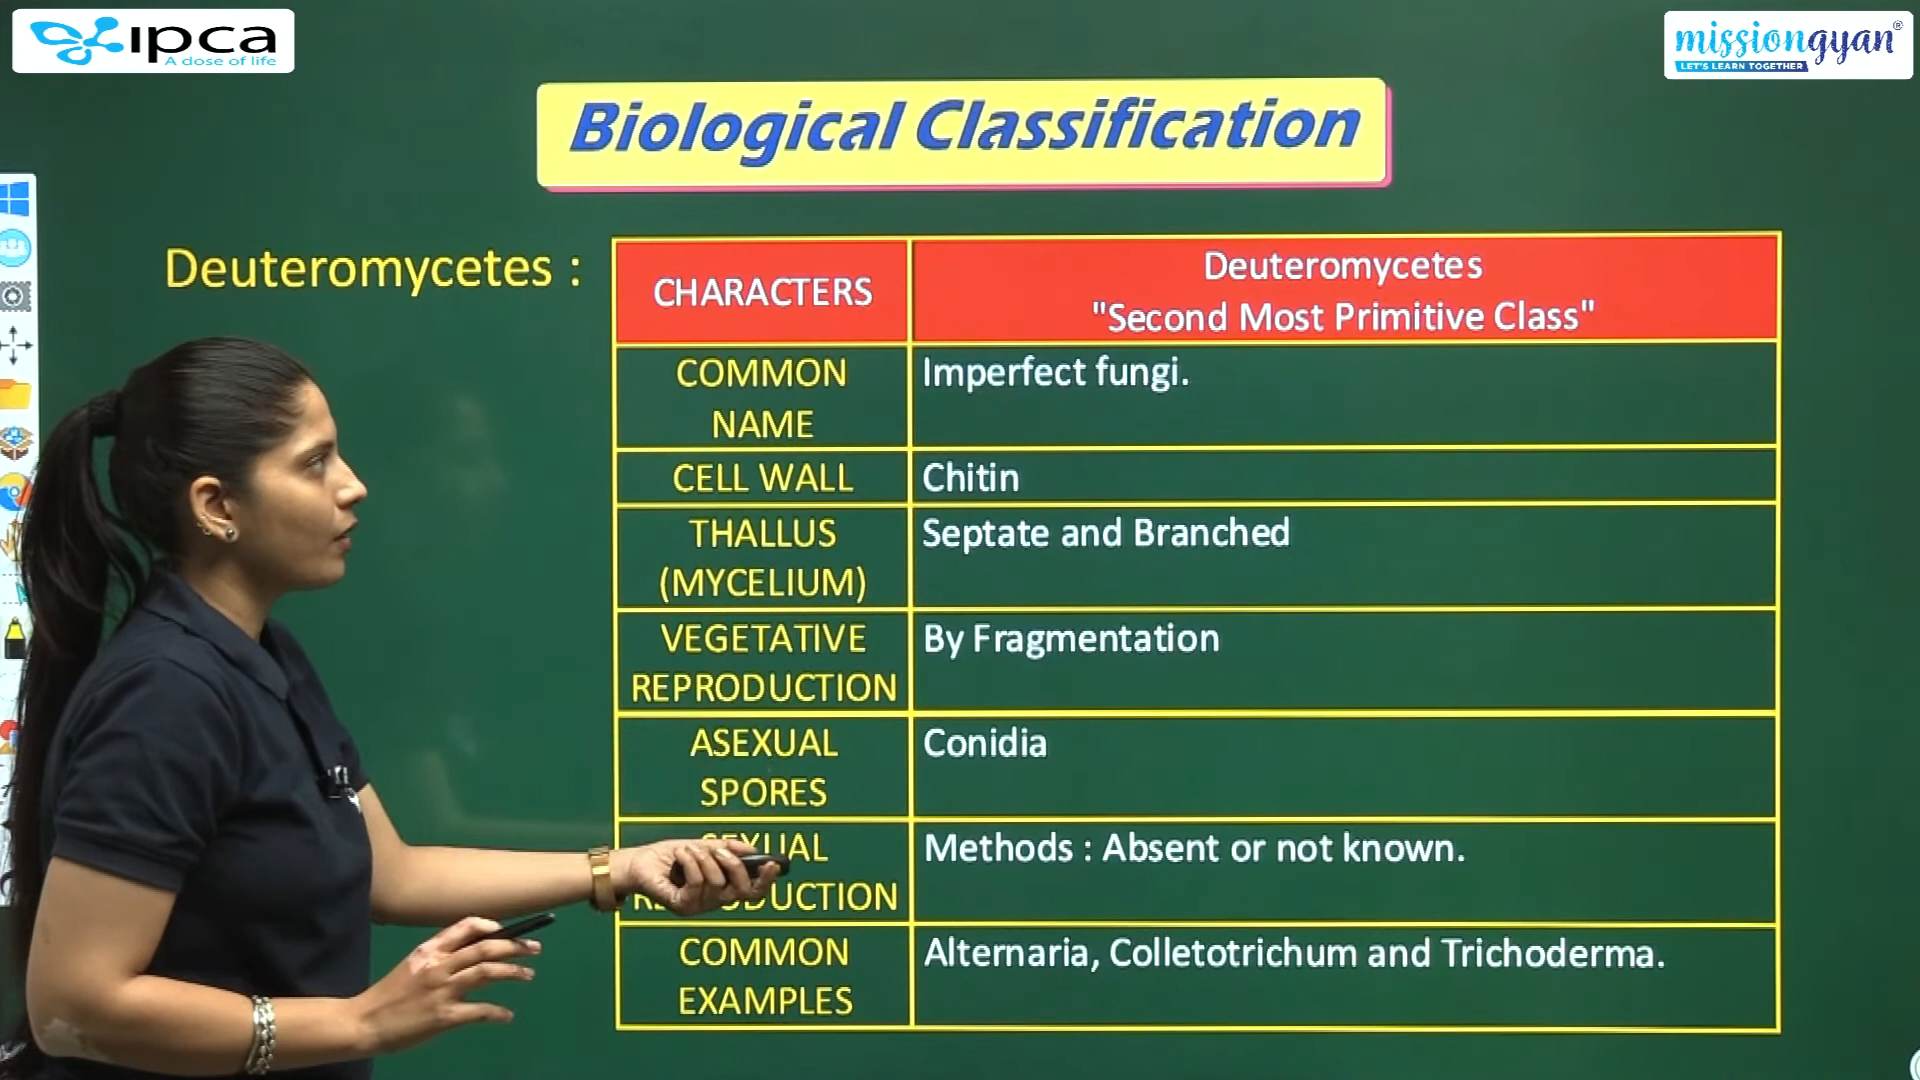 ipca
A dose of life
missiongyan®
LET'S LEARN TOGETHER
Biological Classification
Deuteromycetes :
CHARACTERS
Deuteromycetes
"Second Most Primitive Class"
COMMON
NAME
Imperfect fungi.
CELL WALL
Chitin
THALLUS
(MYCELIUM)
Septate and Branched
VEGETATIVE
REPRODUCTION
By Fragmentation
ASEXUAL
SPORES
Conidia
SEXUAL
REPRODUCTION
Methods : Absent or not known.
COMMON
EXAMPLES
Alternaria, Colletotrichum and Trichoderma.